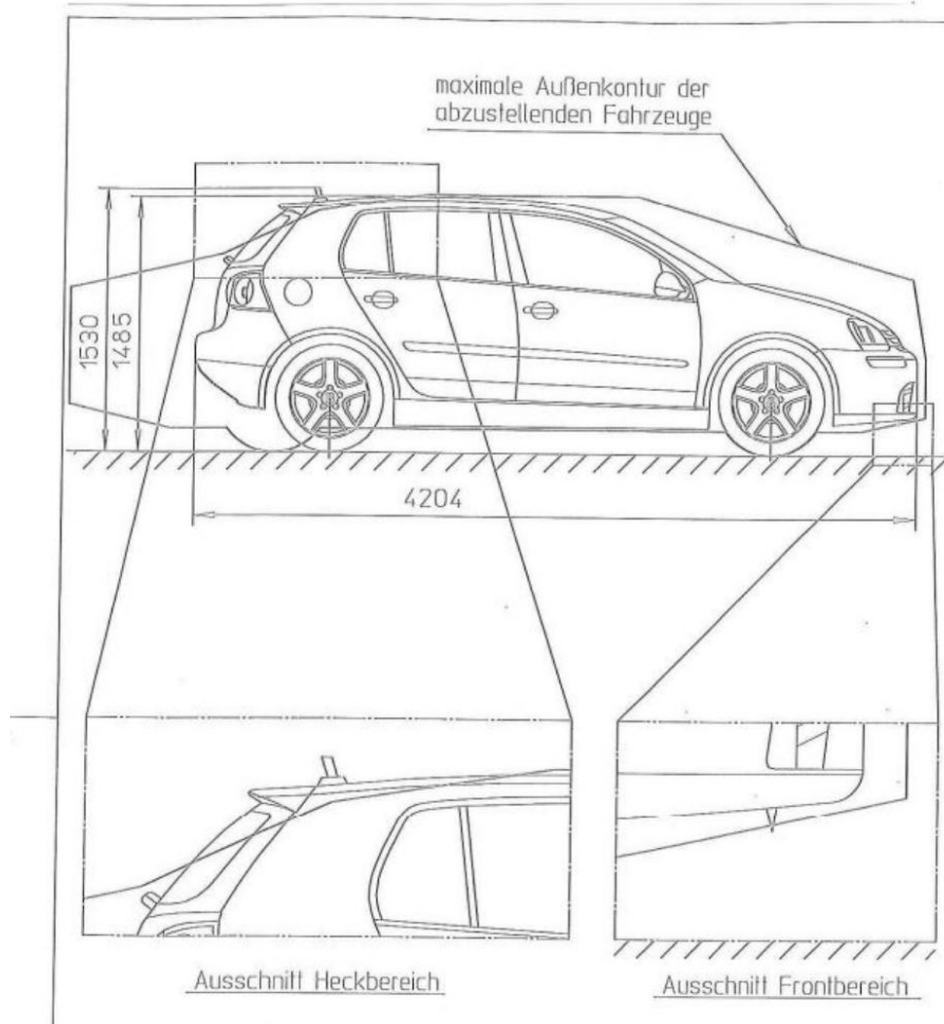 maximale Außenkontur der
abzustellenden Fahrzeuge
1530
1485
4204
Ausschnitt Heckbereich
Ausschnitt Frontbereich